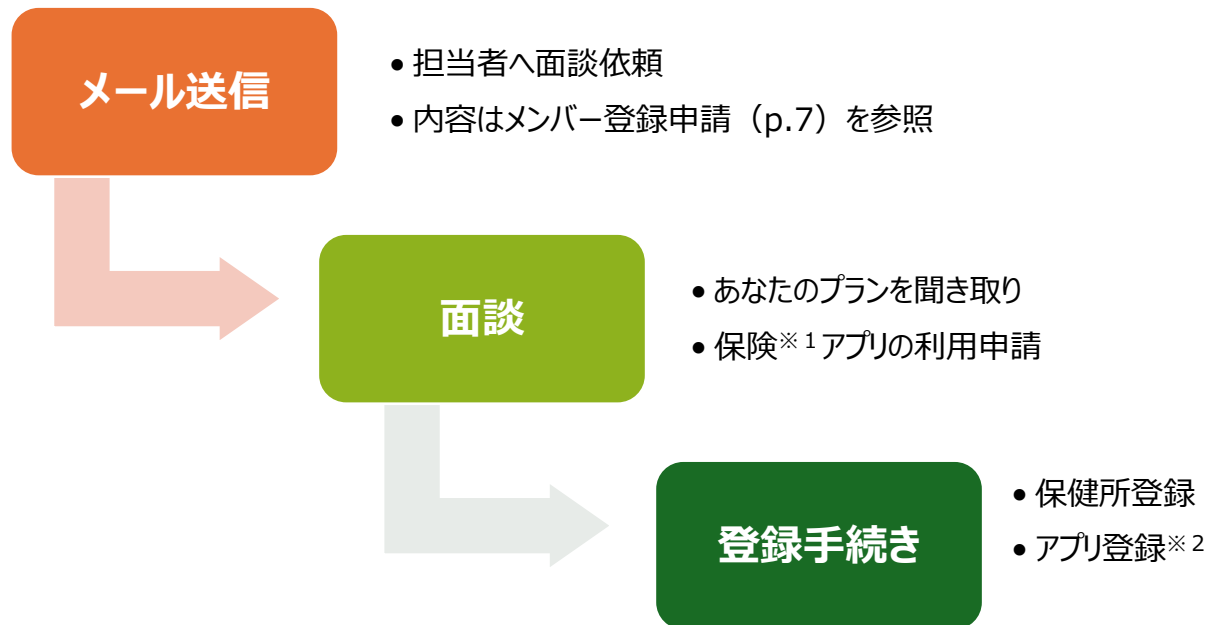 メール送信
• 担当者へ面談依頼
• 内容はメンバー登録申請（p.7）を参照
面談
• あなたのプランを聞き取り
• 保険※1アプリの利用申請
登録手続き
• 保健所登録
• アプリ登録※2